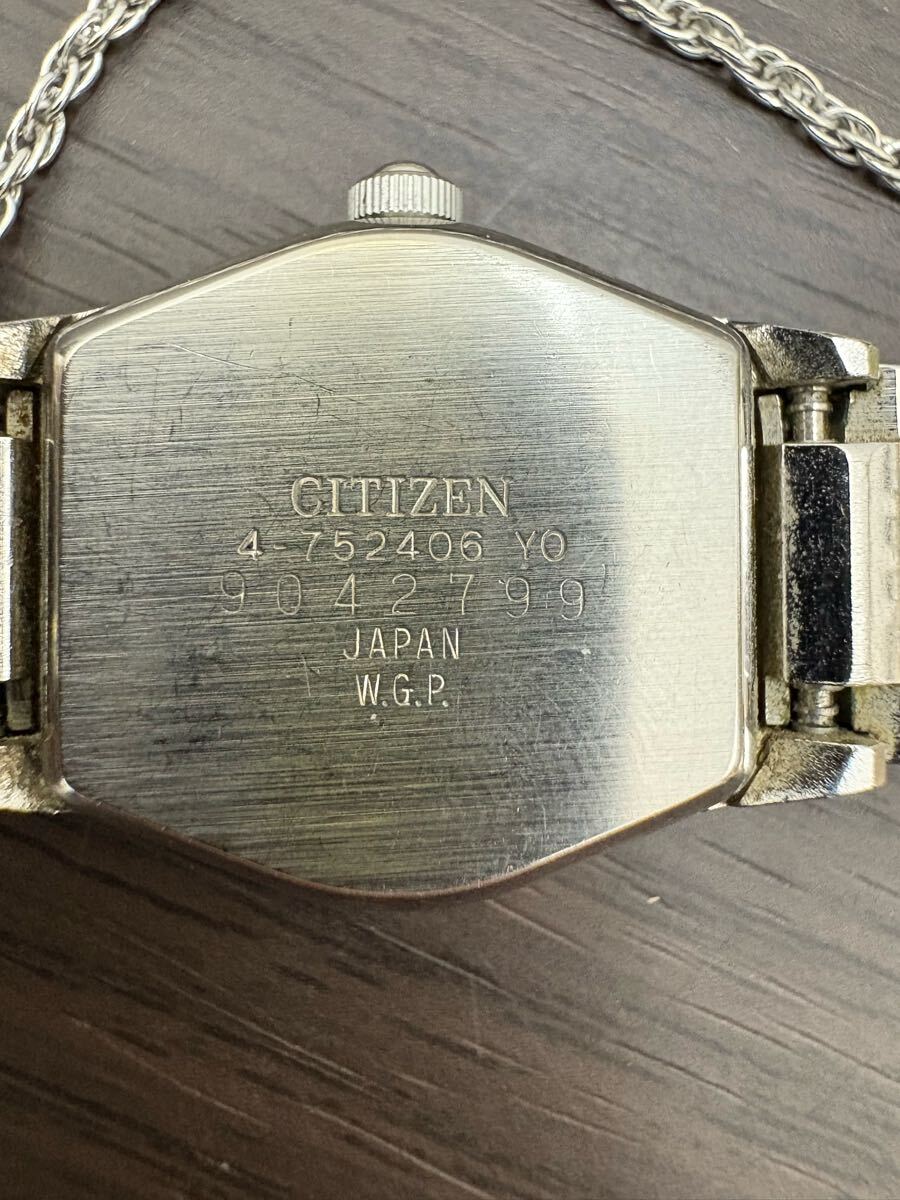 CITIZEN
4-752406 YO
9042799
JAPAN
W.G.P.